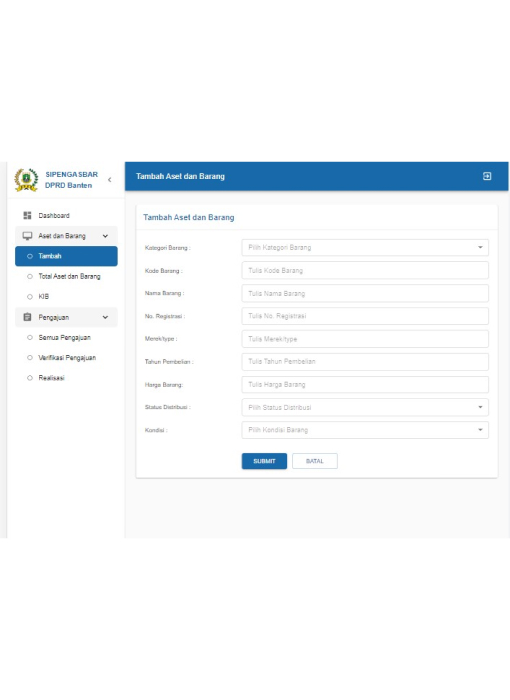 SIPENGASBAR
DPRD Banten
Tambah Aset dan Barang
Dashboard
Aset dan Barang
Tambah
Total Aset dan Barang
KIB
Pengajuan
Semua Pengajuan
Verifikasi Pengajuan
Realisasi
Tambah Aset dan Barang
Kategori Barang : Pilih Kategori Barang
Kode Barang : Tulis Kode Barang
Nama Barang : Tulis Nama Barang
No. Registrasi : Tulis No. Registrasi
Merek/type : Tulis Merek/type
Tahun Pembelian : Tulis Tahun Pembelian
Harga Barang: Tulis Harga Barang
Status Distribusi : Pilih Status Distribusi
Kondisi : Pilih Kondisi Barang
SUBMIT BATAL